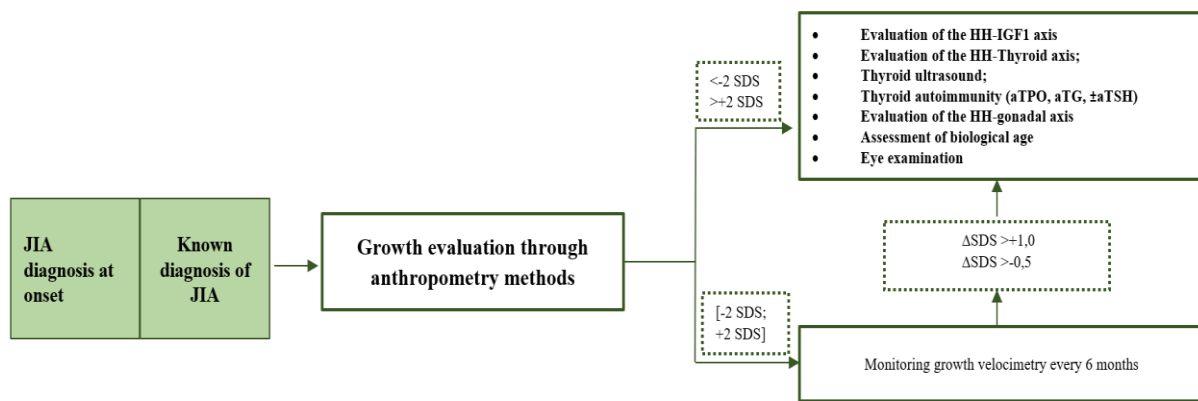 JIA
diagnosis at
onset
Known
diagnosis of
JIA
Growth evaluation through
anthropometry methods
<-2 SDS
>+2 SDS
• Evaluation of the HH-IGF1 axis
• Evaluation of the HH-Thyroid axis;
• Thyroid ultrasound;
• Thyroid autoimmunity (aTPO, aTG, ±aTSH)
• Evaluation of the HH-gonadal axis
• Assessment of biological age
• Eye examination
[-2 SDS;
+2 SDS]
Monitoring growth velocimetry every 6 months
ΔSDS >+1,0
ΔSDS >-0,5